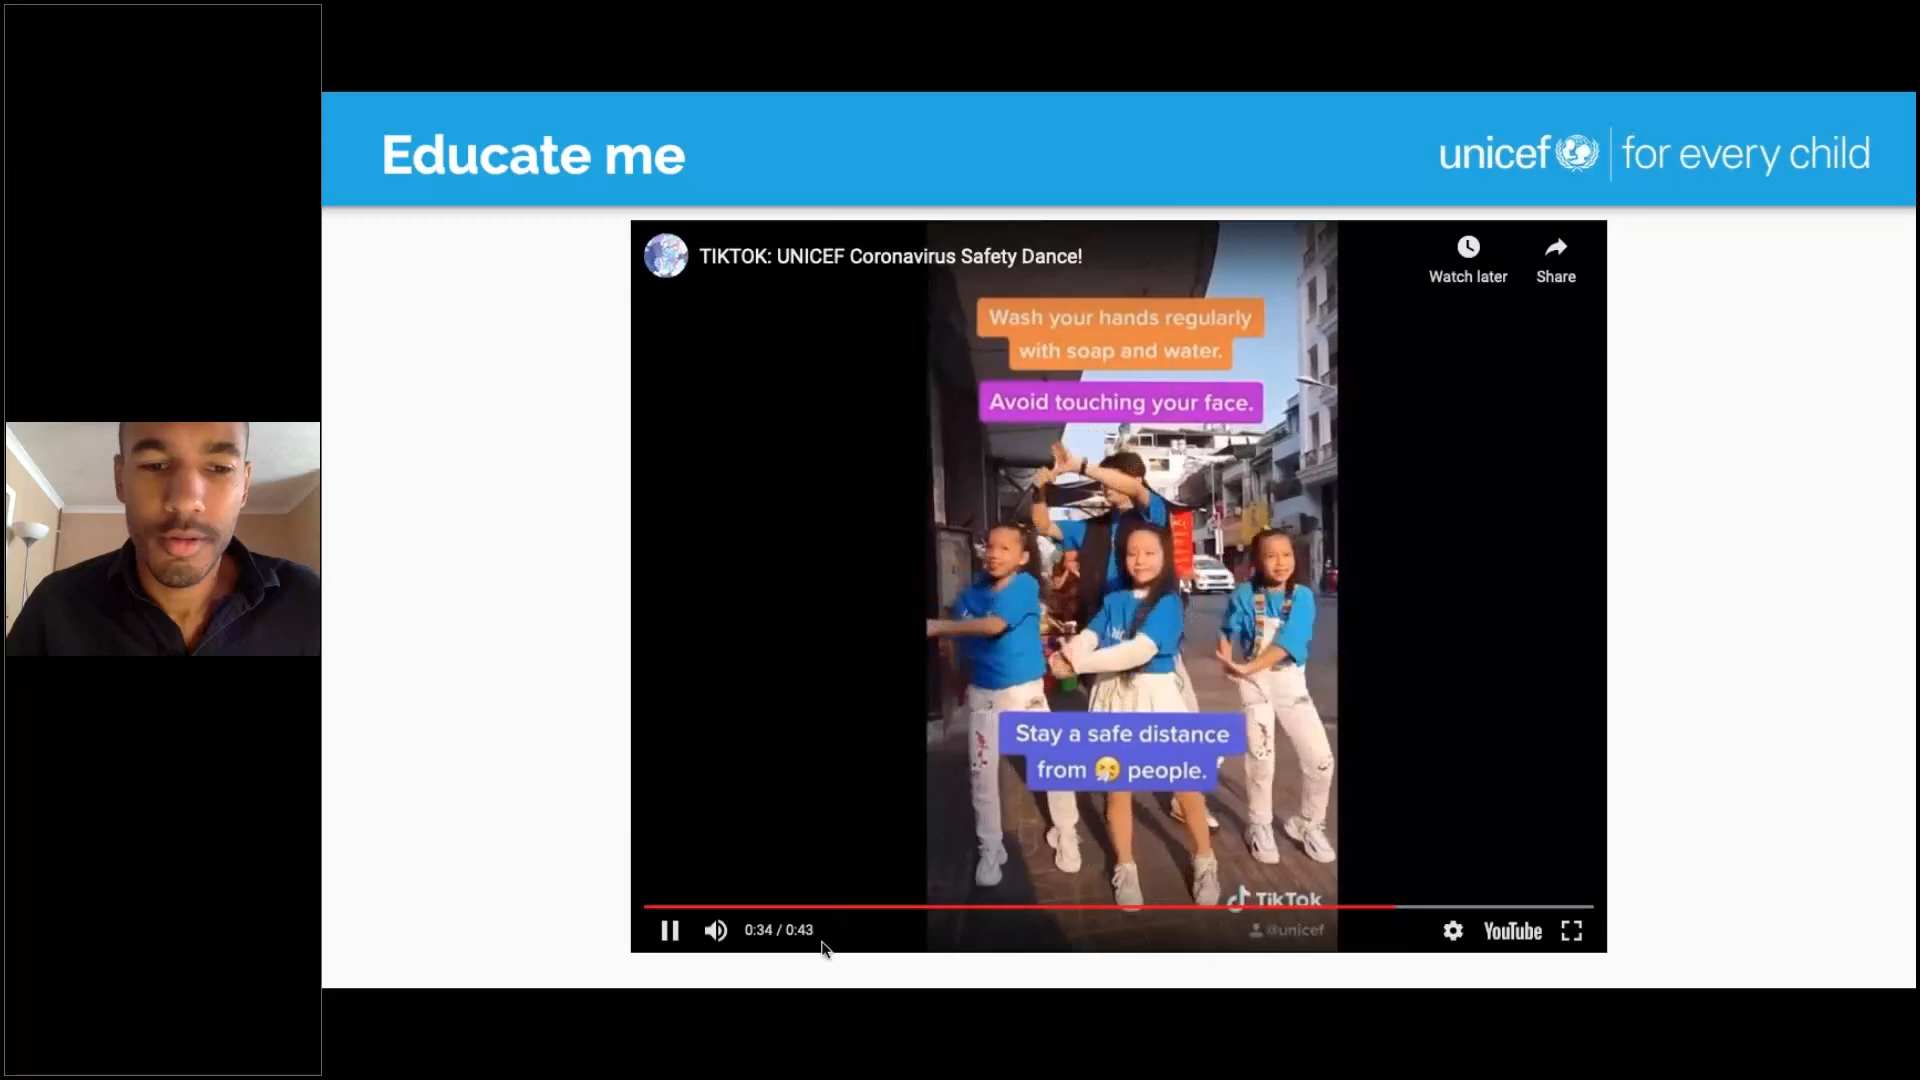 Educate me
unicef for every child
TIKTOK: UNICEF Coronavirus Safety Dance!
Watch later
Share
Wash your hands regularly
with soap and water.
Avoid touching your face.
Stay a safe distance
from 🤧 people.
TikTok
@unicef
0:34 / 0:43
YouTube